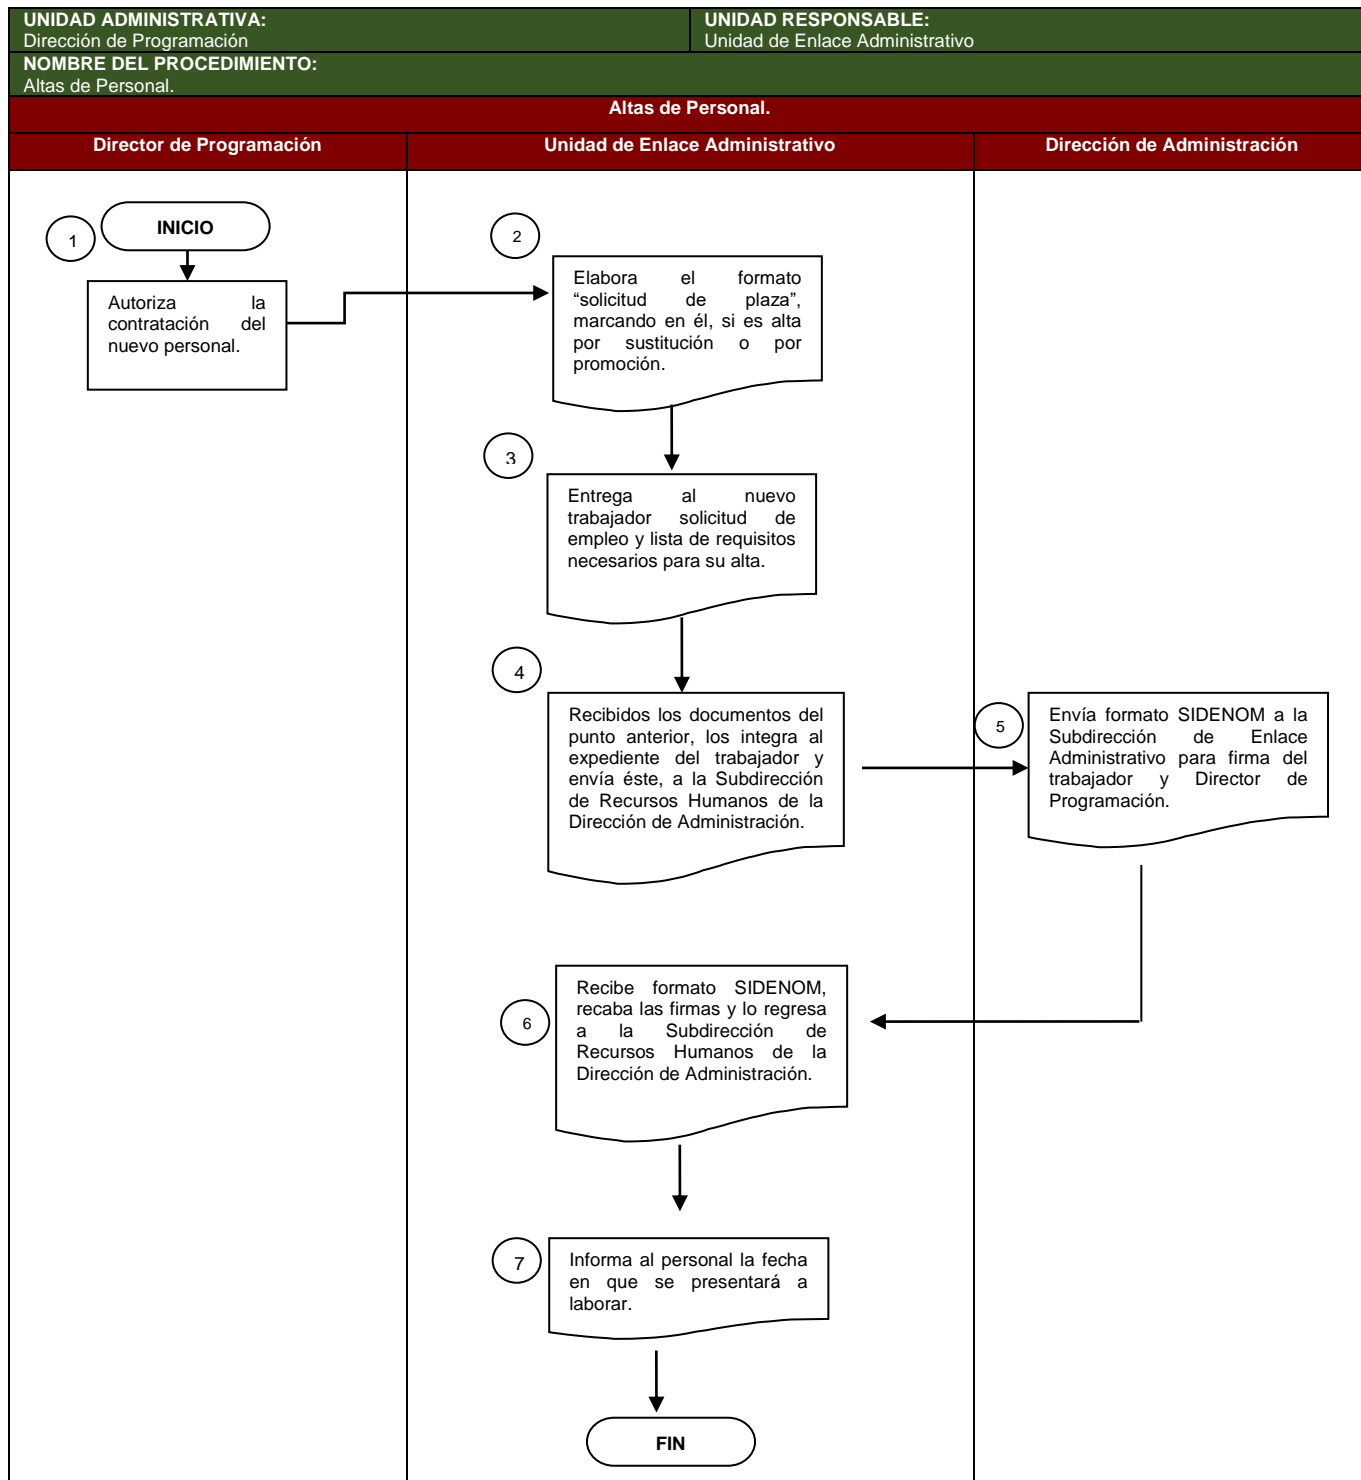 UNIDAD ADMINISTRATIVA:
Dirección de Programación
UNIDAD RESPONSABLE:
Unidad de Enlace Administrativo
NOMBRE DEL PROCEDIMIENTO:
Altas de Personal.
Altas de Personal.
Director de Programación
Unidad de Enlace Administrativo
Dirección de Administración
1
INICIO
Autoriza la
contratación del
nuevo personal.
2
Elabora el formato
“solicitud de plaza”,
marcando en él, si es alta
por sustitución o por
promoción.
3
Entrega al nuevo
trabajador solicitud de
empleo y lista de requisitos
necesarios para su alta.
4
Recibidos los documentos del
punto anterior, los integra al
expediente del trabajador y
envía éste, a la Subdirección
de Recursos Humanos de la
Dirección de Administración.
5
Envía formato SIDENOM a la
Subdirección de Enlace
Administrativo para firma del
trabajador y Director de
Programación.
6
Recibe formato SIDENOM,
recaba las firmas y lo regresa
a la Subdirección de
Recursos Humanos de la
Dirección de Administración.
7
Informa al personal la fecha
en que se presentará a
laborar.
FIN